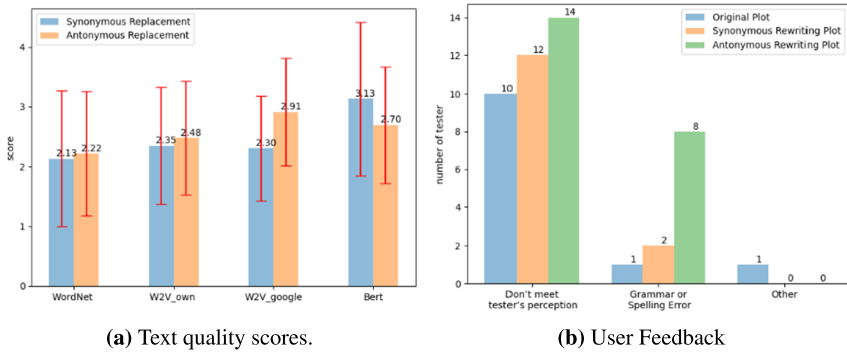 Synonymous Replacement
Antonymous Replacement
score
4
3
2
1
0
2.13
2.22
2.35
2.48
2.30
2.91
3.13
2.70
WordNet
W2V_own
W2V_google
Bert
(a) Text quality scores.
Original Plot
Synonymous Rewriting Plot
Antonymous Rewriting Plot
number of tester
14
12
10
8
6
4
2
0
10
12
14
1
2
8
1
0
0
Don't meet
tester's perception
Grammar or
Spelling Error
Other
(b) User Feedback